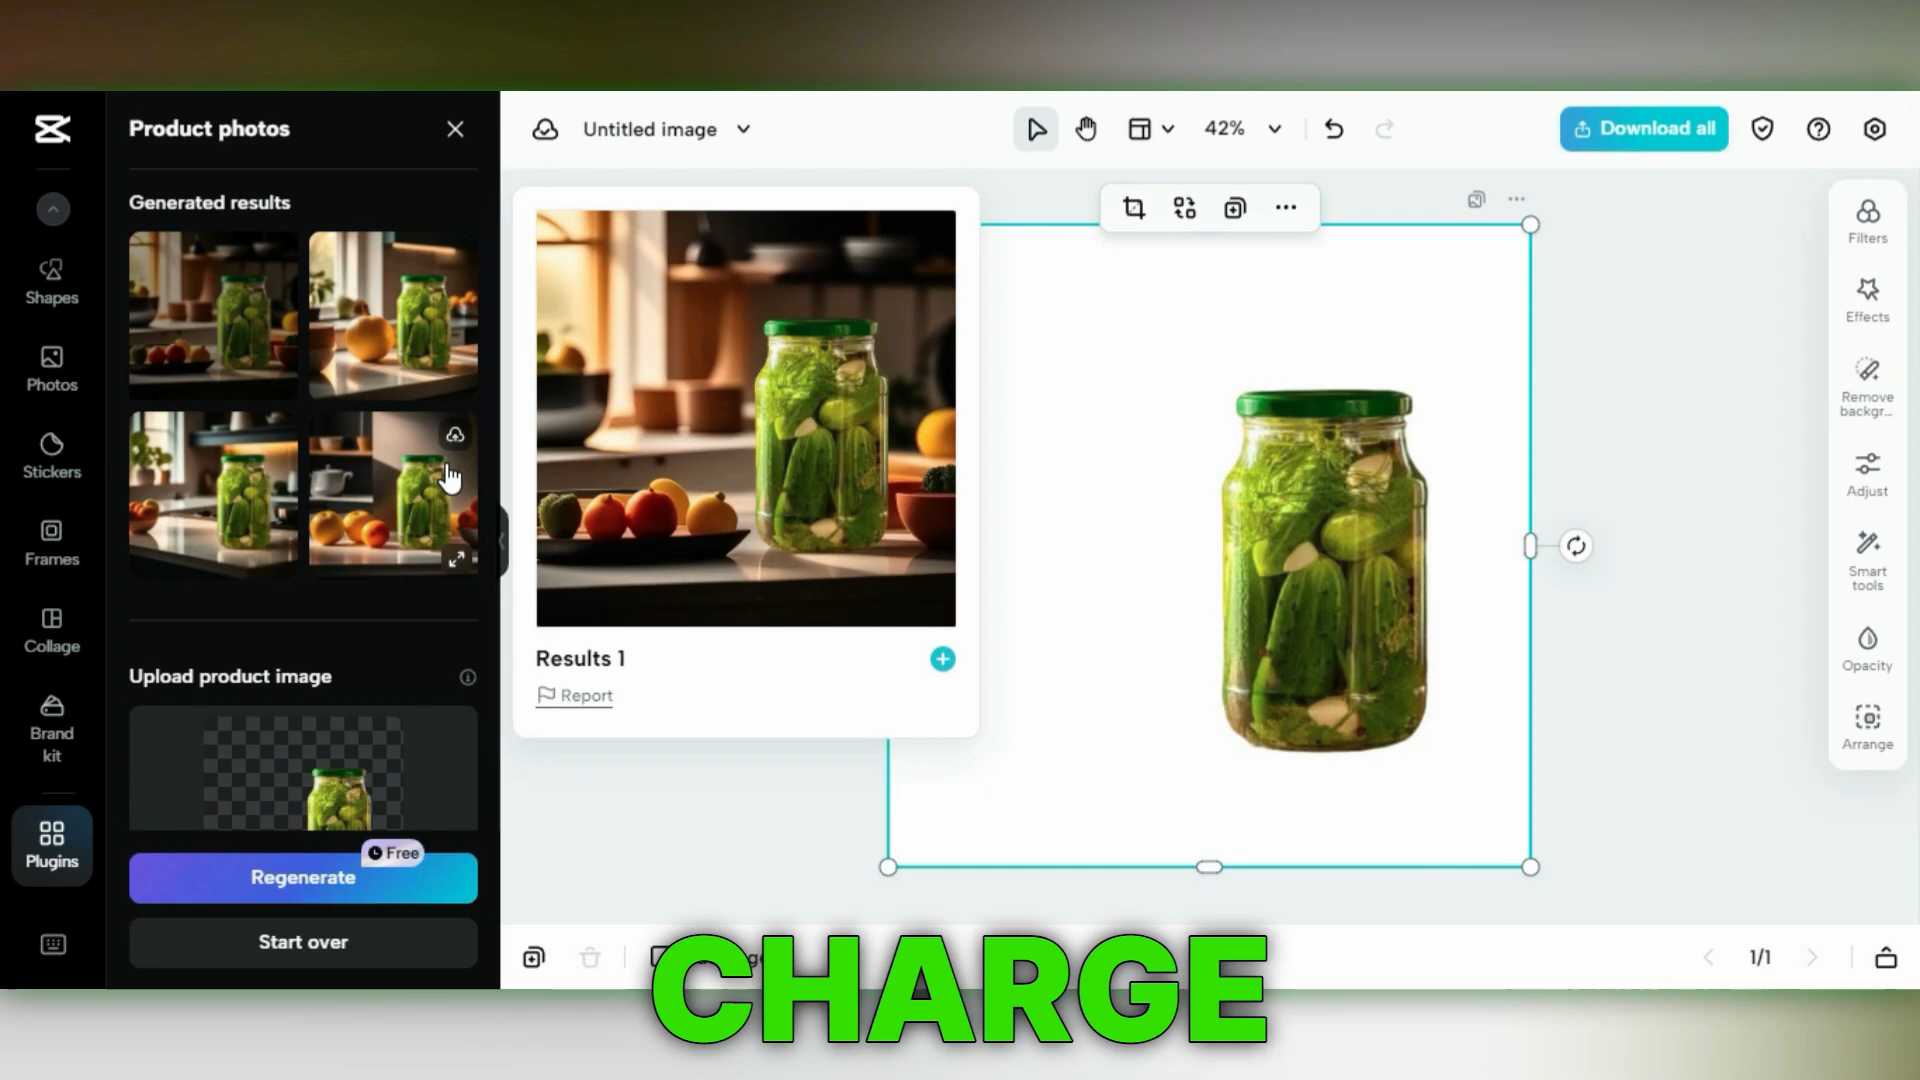 Product photos
Untitled image
42%
Download all
Generated results
Shapes
Photos
Stickers
Frames
Collage
Brand
kit
Plugins
Results 1
Report
Upload product image
Free
Regenerate
Start over
Filters
Effects
Remove
backgr...
Adjust
Smart
tools
Opacity
Arrange
1/1
CHARGE